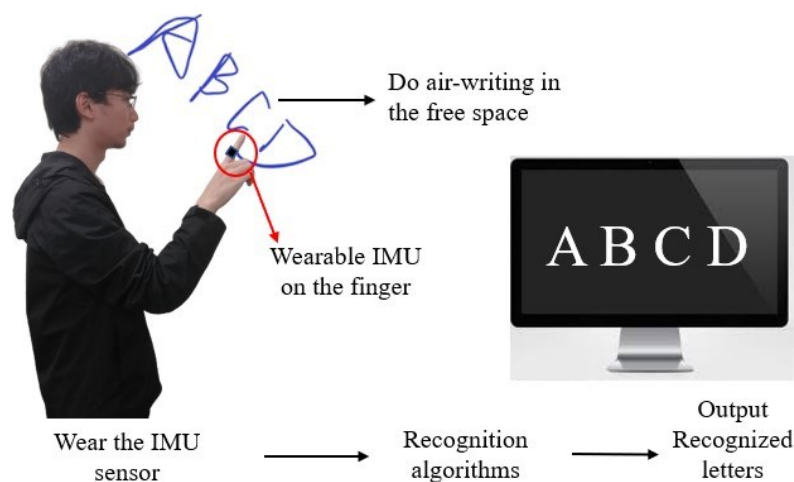 A B C D
Do air-writing in
the free space
Wearable IMU
on the finger
A B C D
Wear the IMU
sensor
Recognition
algorithms
Output
Recognized
letters